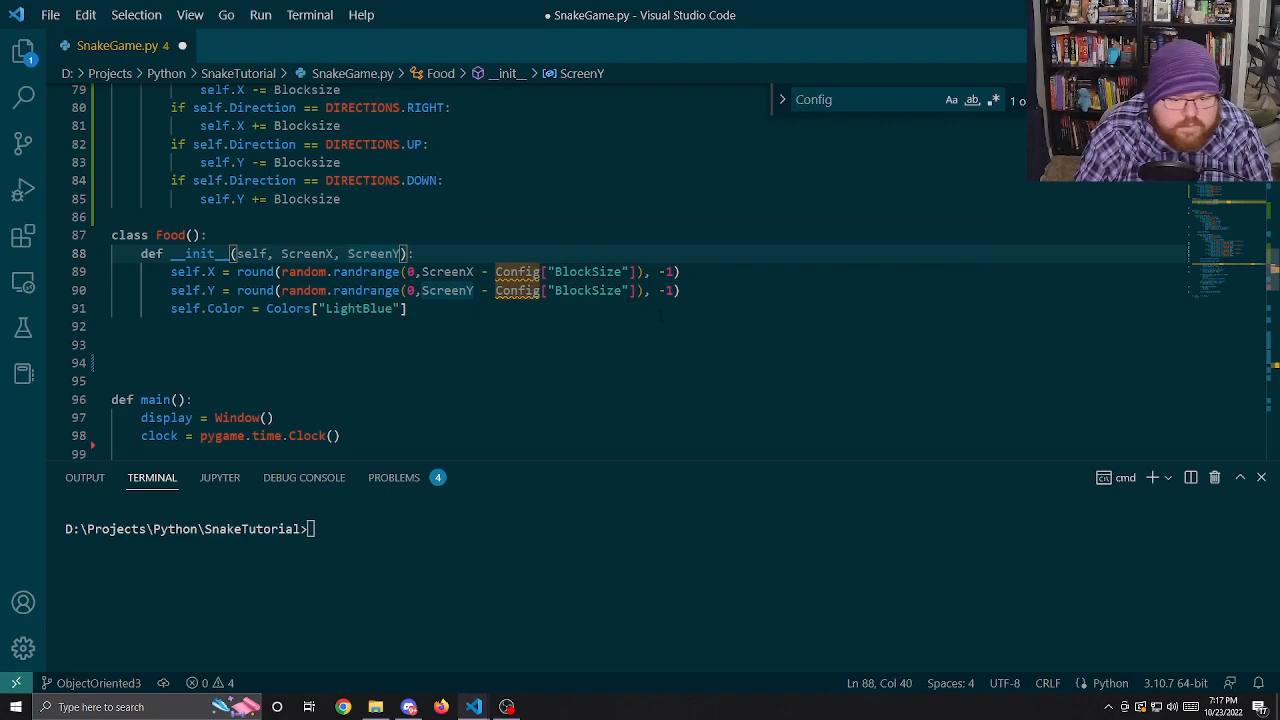 File Edit Selection View Go Run Terminal Help
● SnakeGame.py - Visual Studio Code
SnakeGame.py 4 ●
D: > Projects > Python > SnakeTutorial > SnakeGame.py > Food > __init__ > ScreenY
Config Aa ab 1 o
79 self.X -= Blocksize
80 if self.Direction == DIRECTIONS.RIGHT:
81 self.X += Blocksize
82 if self.Direction == DIRECTIONS.UP:
83 self.Y -= Blocksize
84 if self.Direction == DIRECTIONS.DOWN:
85 self.Y += Blocksize
86
87 class Food():
88 def __init__(self, ScreenX, ScreenY):
89 self.X = round(random.randrange(0,ScreenX - Config["BlockSize"]), -1)
90 self.Y = round(random.randrange(0,ScreenY - Config["BlockSize"]), -1)
91 self.Color = Colors["LightBlue"]
92
93
94
95
96 def main():
97 display = Window()
98 clock = pygame.time.Clock()
99
OUTPUT TERMINAL JUPYTER DEBUG CONSOLE PROBLEMS 4
cmd
D:\Projects\Python\SnakeTutorial>
1
ObjectOriented3 0 4
Ln 88, Col 40 Spaces: 4 UTF-8 CRLF Python 3.10.7 64-bit
Type here to search
7:17 PM
10/23/2022